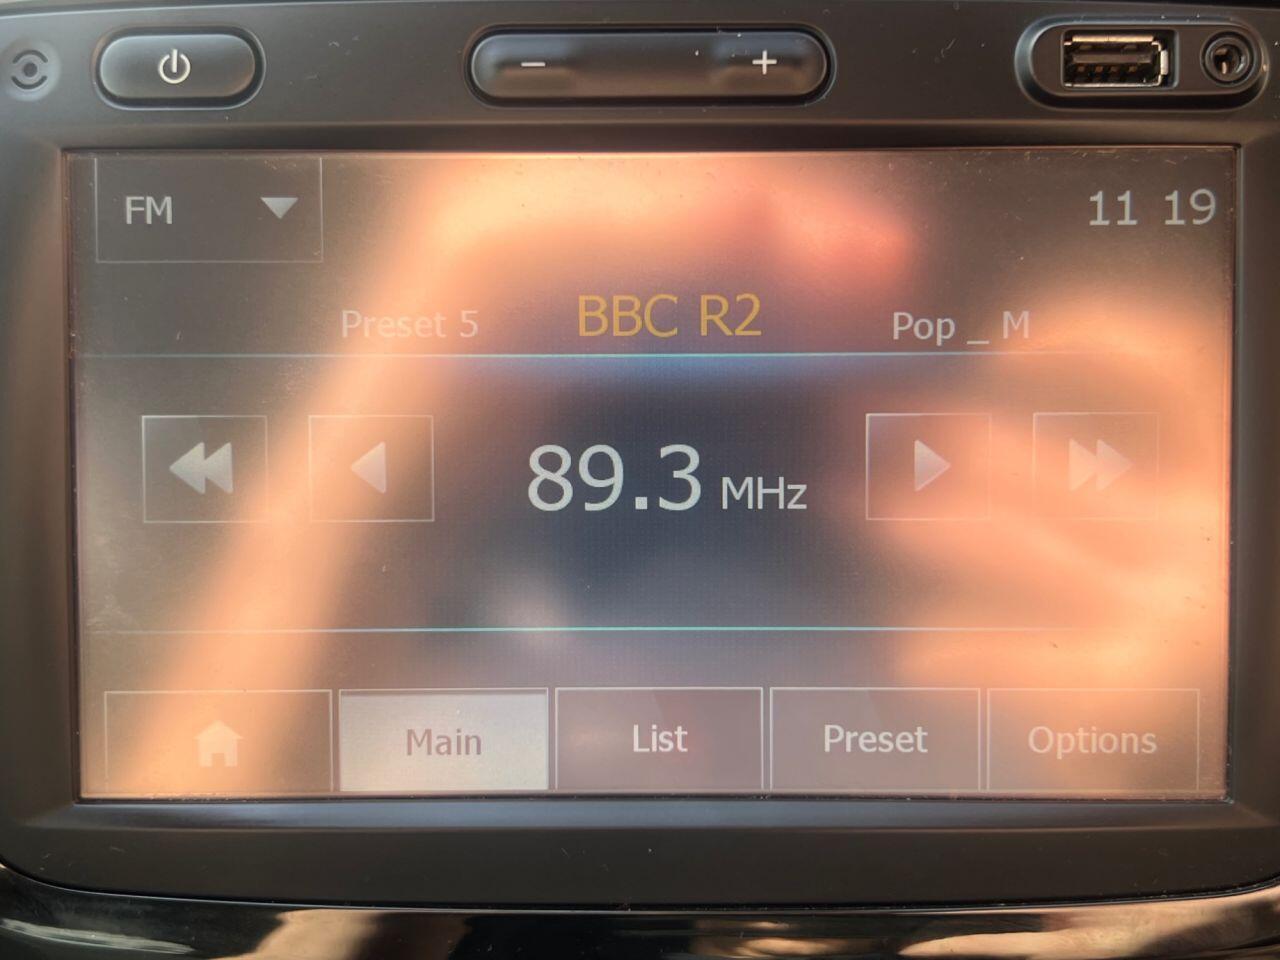 FM
11 19
Preset 5 BBC R2 Pop _ M
89.3 MHz
Main List Preset Options